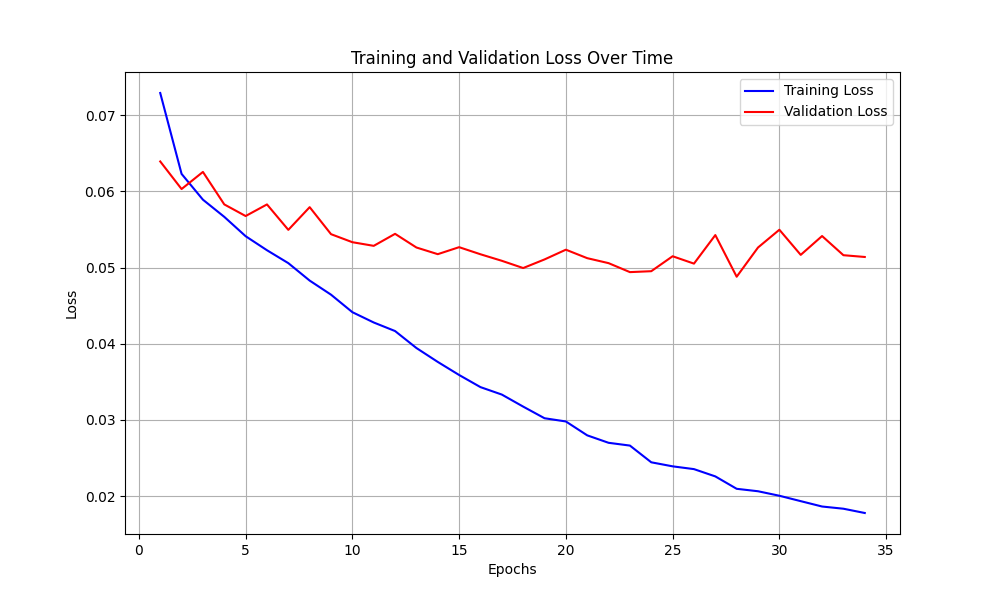 Training and Validation Loss Over Time
Training Loss
Validation Loss
0.07
0.06
0.05
0.04
0.03
0.02
Loss
0 5 10 15 20 25 30 35
Epochs